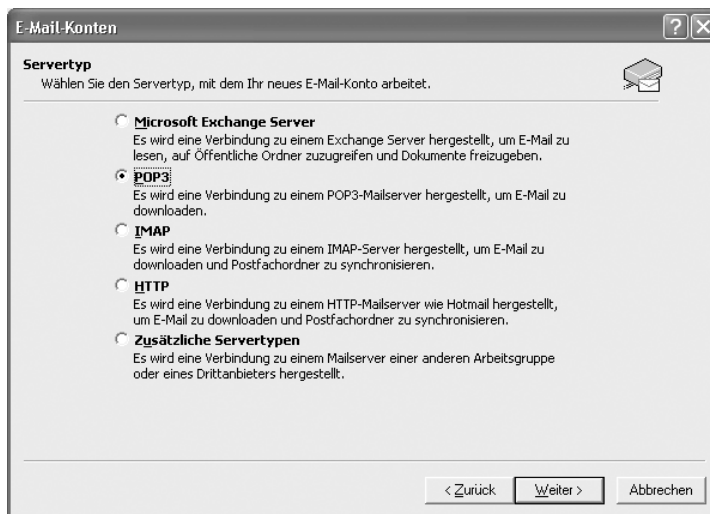 E-Mail-Konten
Servertyp
Wählen Sie den Servertyp, mit dem Ihr neues E-Mail-Konto arbeitet.
Microsoft Exchange Server
Es wird eine Verbindung zu einem Exchange Server hergestellt, um E-Mail zu
lesen, auf Öffentliche Ordner zuzugreifen und Dokumente freizugeben.
POP3
Es wird eine Verbindung zu einem POP3-Mailserver hergestellt, um E-Mail zu
downloaden.
IMAP
Es wird eine Verbindung zu einem IMAP-Server hergestellt, um E-Mail zu
downloaden und Postfachordner zu synchronisieren.
HTTP
Es wird eine Verbindung zu einem HTTP-Mailserver wie Hotmail hergestellt,
um E-Mail zu downloaden und Postfachordner zu synchronisieren.
Zusätzliche Servertypen
Es wird eine Verbindung zu einem Mailserver einer anderen Arbeitsgruppe
oder eines Drittanbieters hergestellt.
< Zurück Weiter > Abbrechen